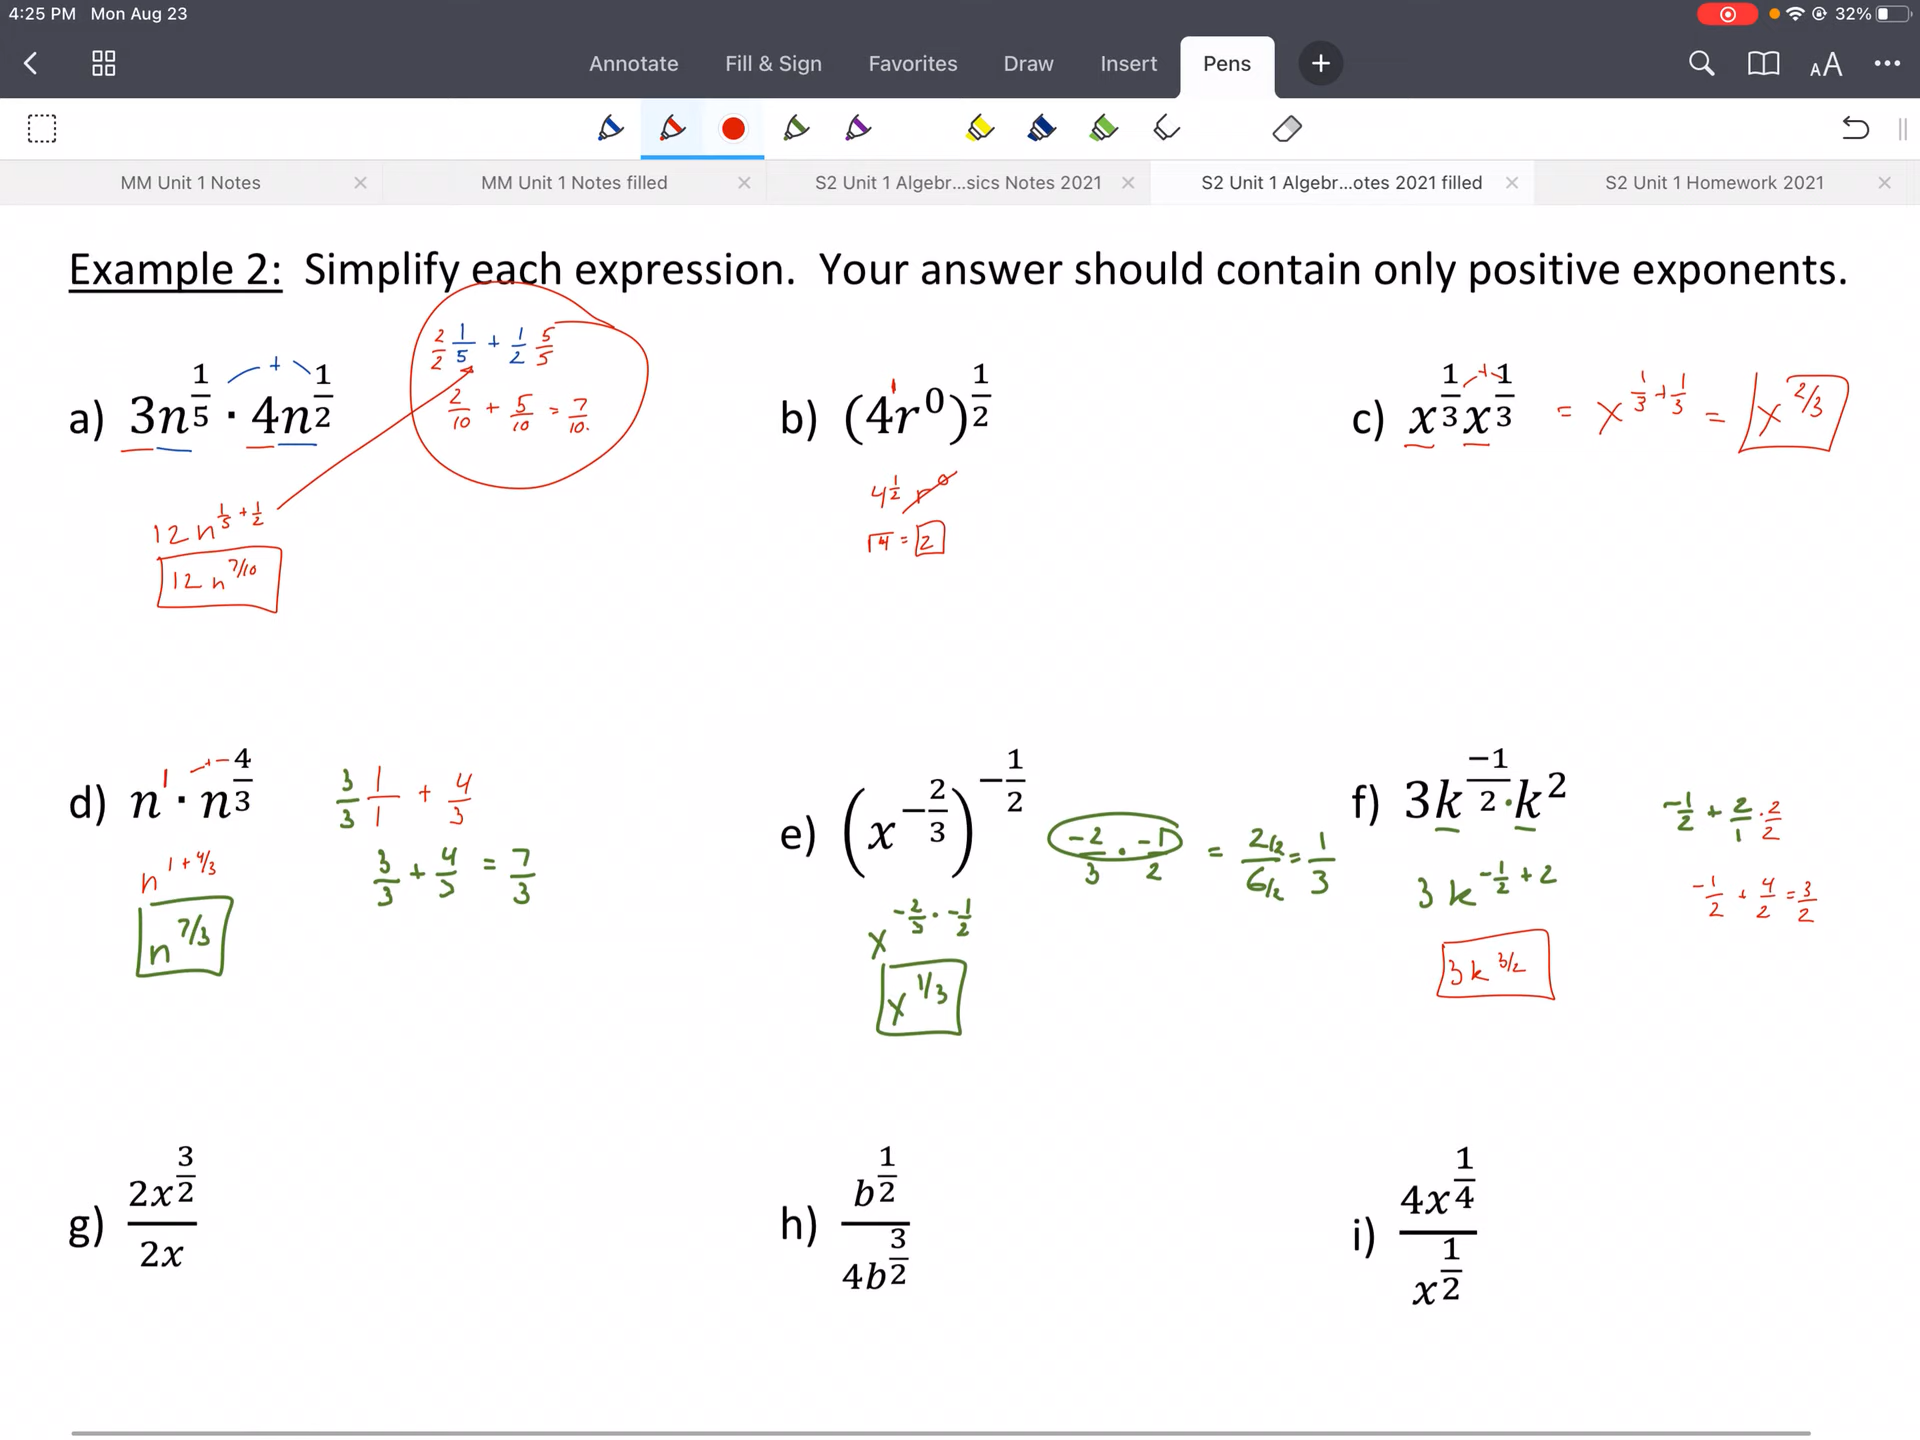 4:25 PM Mon Aug 23 32%
Annotate Fill & Sign Favorites Draw Insert Pens +
MM Unit 1 Notes MM Unit 1 Notes filled S2 Unit 1 Algebr...sics Notes 2021 S2 Unit 1 Algebr...otes 2021 filled S2 Unit 1 Homework 2021
Example 2: Simplify each expression. Your answer should contain only positive exponents.
a) 3n^(1/5) · 4n^(1/2)
+
2/2 1/5 + 1/2 5/5
2/10 + 5/10 = 7/10.
12n^(1/5 + 1/2)
12n^(7/10)
b) (4r^0)^(1/2)
1
4^(1/2) r^0
√4 = 2
c) x^(1/3)x^(1/3) = x^(1/3 + 1/3) = x^(2/3)
+
d) n^1 · n^(4/3)
+
3/3 1/1 + 4/3
3/3 + 4/3 = 7/3
n^(1 + 4/3)
n^(7/3)
e) (x^(-2/3))^(-1/2)
-2/3 · -1/2 = 2/2 / 6/2 = 1/3
x^(-2/3 · -1/2)
x^(1/3)
f) 3k^(-1/2) · k^2
-1/2 + 2/1 · 2/2
-1/2 + 4/2 = 3/2
3k^(-1/2 + 2)
3k^(3/2)
g) 2x^(3/2) / 2x
h) b^(1/2) / 4b^(3/2)
i) 4x^(1/4) / x^(1/2)